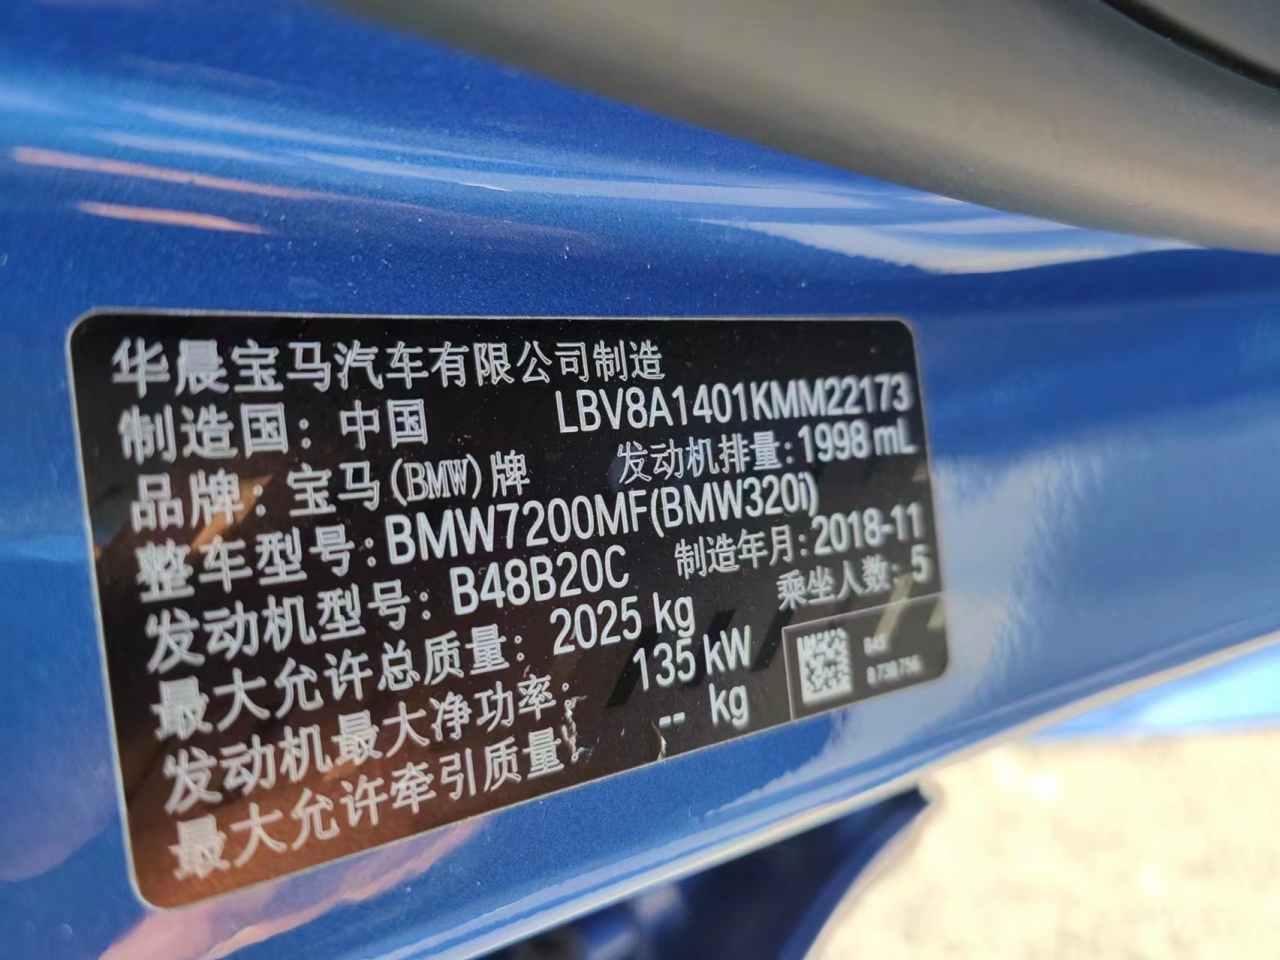 华晨宝马汽车有限公司制造
制造国：中国 LBV8A1401KMM22173
品牌：宝马(BMW)牌 发动机排量：1998 mL
整车型号：BMW7200MF(BMW320i)
发动机型号：B48B20C 制造年月：2018-11
最大允许总质量：2025 kg 乘坐人数：5
发动机最大净功率：135 kW
最大允许牵引质量：-- kg